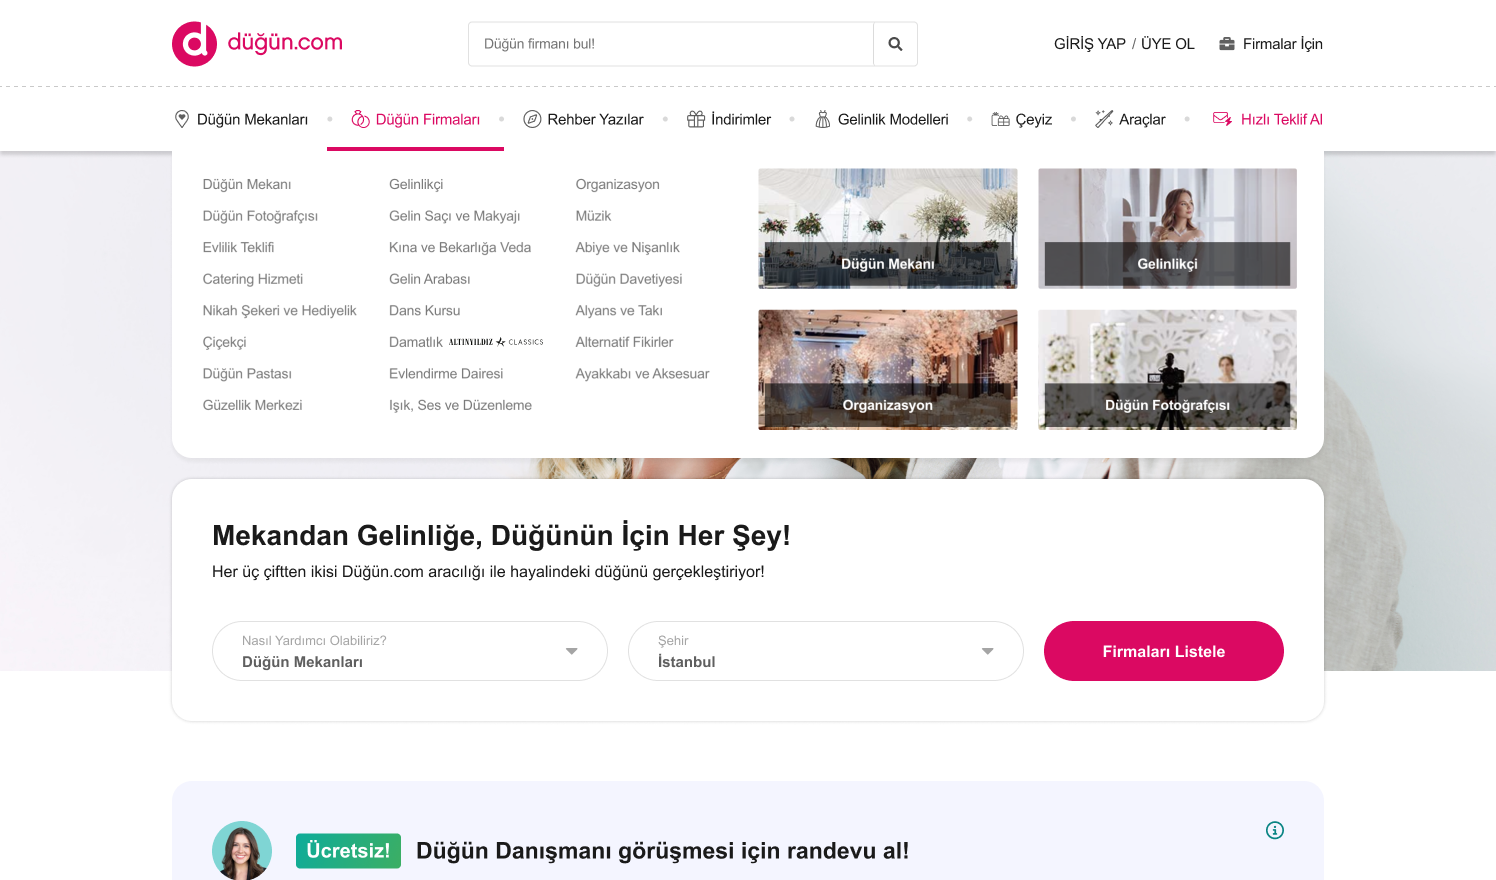 düğün.com
Düğün firmanı bul!
GİRİŞ YAP / ÜYE OL
Firmalar İçin
Düğün Mekanları
Düğün Firmaları
Rehber Yazılar
İndirimler
Gelinlik Modelleri
Çeyiz
Araçlar
Hızlı Teklif Al
Düğün Mekanı
Düğün Fotoğrafçısı
Evlilik Teklifi
Catering Hizmeti
Nikah Şekeri ve Hediyelik
Çiçekçi
Düğün Pastası
Güzellik Merkezi
Gelinlikçi
Gelin Saçı ve Makyajı
Kına ve Bekarlığa Veda
Gelin Arabası
Dans Kursu
Damatlık ALTINYILDIZ CLASSICS
Evlendirme Dairesi
Işık, Ses ve Düzenleme
Organizasyon
Müzik
Abiye ve Nişanlık
Düğün Davetiyesi
Alyans ve Takı
Alternatif Fikirler
Ayakkabı ve Aksesuar
Düğün Mekanı
Gelinlikçi
Organizasyon
Düğün Fotoğrafçısı
Mekandan Gelinliğe, Düğünün İçin Her Şey!
Her üç çiftten ikisi Düğün.com aracılığı ile hayalindeki düğünü gerçekleştiriyor!
Nasıl Yardımcı Olabiliriz?
Düğün Mekanları
Şehir
İstanbul
Firmaları Listele
Ücretsiz! Düğün Danışmanı görüşmesi için randevu al!